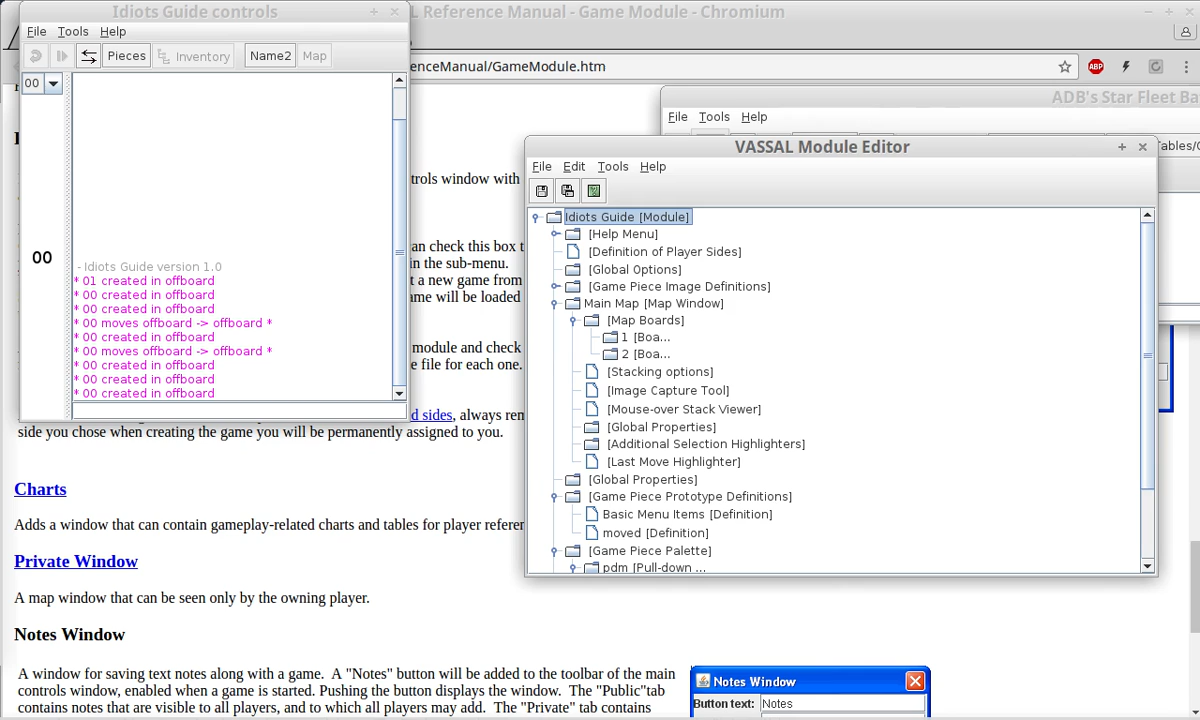 Idiots Guide controls
File Tools Help
Pieces Inventory Name2 Map
00
00
- Idiots Guide version 1.0
* 01 created in offboard
* 00 created in offboard
* 00 created in offboard
* 00 moves offboard -> offboard *
* 00 created in offboard
* 00 moves offboard -> offboard *
* 00 created in offboard
* 00 created in offboard
* 00 created in offboard
L Reference Manual - Game Module - Chromium
enceManual/GameModule.htm
ABP
trols window with
an check this box t
in the sub-menu.
t a new game from
ame will be loaded
module and check
e file for each one.
d sides, always rem
side you chose when creating the game you will be permanently assigned to you.
Charts
Adds a window that can contain gameplay-related charts and tables for player referen
Private Window
A map window that can be seen only by the owning player.
Notes Window
A window for saving text notes along with a game. A "Notes" button will be added to the toolbar of the main
controls window, enabled when a game is started. Pushing the button displays the window. The "Public"tab
contains notes that are visible to all players, and to which all players may add. The "Private" tab contains
Notes Window
Button text: Notes
ADB's Star Fleet Ba
File Tools Help
ables/C
VASSAL Module Editor
File Edit Tools Help
Idiots Guide [Module]
[Help Menu]
[Definition of Player Sides]
[Global Options]
[Game Piece Image Definitions]
Main Map [Map Window]
[Map Boards]
1 [Boa...
2 [Boa...
[Stacking options]
[Image Capture Tool]
[Mouse-over Stack Viewer]
[Global Properties]
[Additional Selection Highlighters]
[Last Move Highlighter]
[Global Properties]
[Game Piece Prototype Definitions]
Basic Menu Items [Definition]
moved [Definition]
[Game Piece Palette]
pdm [Pull-down ...